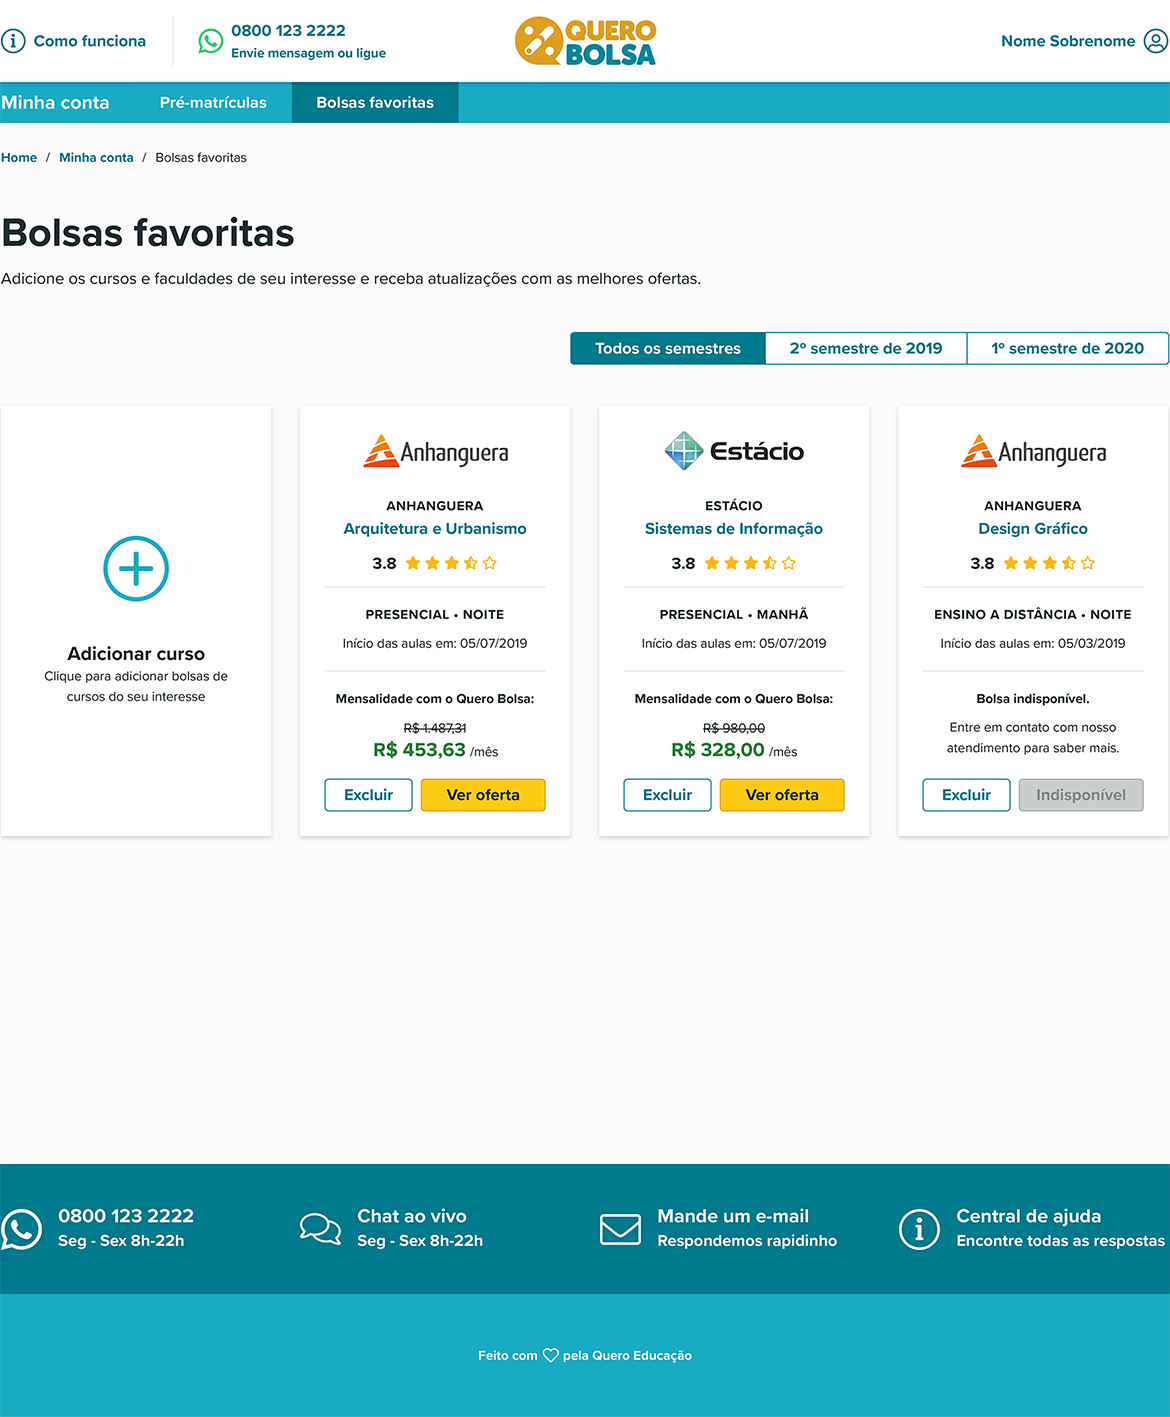 Como funciona
0800 123 2222
Envie mensagem ou ligue
QUERO
BOLSA
Nome Sobrenome
Minha conta
Pré-matrículas
Bolsas favoritas
Home / Minha conta / Bolsas favoritas
Bolsas favoritas
Adicione os cursos e faculdades de seu interesse e receba atualizações com as melhores ofertas.
Todos os semestres
2º semestre de 2019
1º semestre de 2020
Adicionar curso
Clique para adicionar bolsas de
cursos do seu interesse
Anhanguera
ANHANGUERA
Arquitetura e Urbanismo
3.8
PRESENCIAL • NOITE
Início das aulas em: 05/07/2019
Mensalidade com o Quero Bolsa:
R$ 1.487,31
R$ 453,63 /mês
Excluir
Ver oferta
Estácio
ESTÁCIO
Sistemas de Informação
3.8
PRESENCIAL • MANHÃ
Início das aulas em: 05/07/2019
Mensalidade com o Quero Bolsa:
R$ 980,00
R$ 328,00 /mês
Excluir
Ver oferta
Anhanguera
ANHANGUERA
Design Gráfico
3.8
ENSINO A DISTÂNCIA • NOITE
Início das aulas em: 05/03/2019
Bolsa indisponível.
Entre em contato com nosso
atendimento para saber mais.
Excluir
Indisponível
0800 123 2222
Seg - Sex 8h-22h
Chat ao vivo
Seg - Sex 8h-22h
Mande um e-mail
Respondemos rapidinho
Central de ajuda
Encontre todas as respostas
Feito com pela Quero Educação